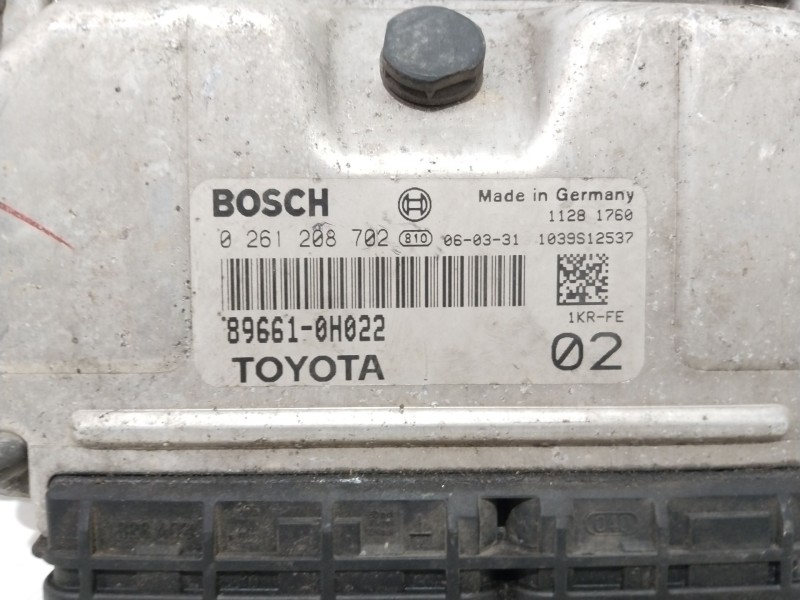 BOSCH Made in Germany
1128 1760
0 261 208 702 810 06-03-31 1039S12537
1KR-FE
89661-0H022
TOYOTA 02